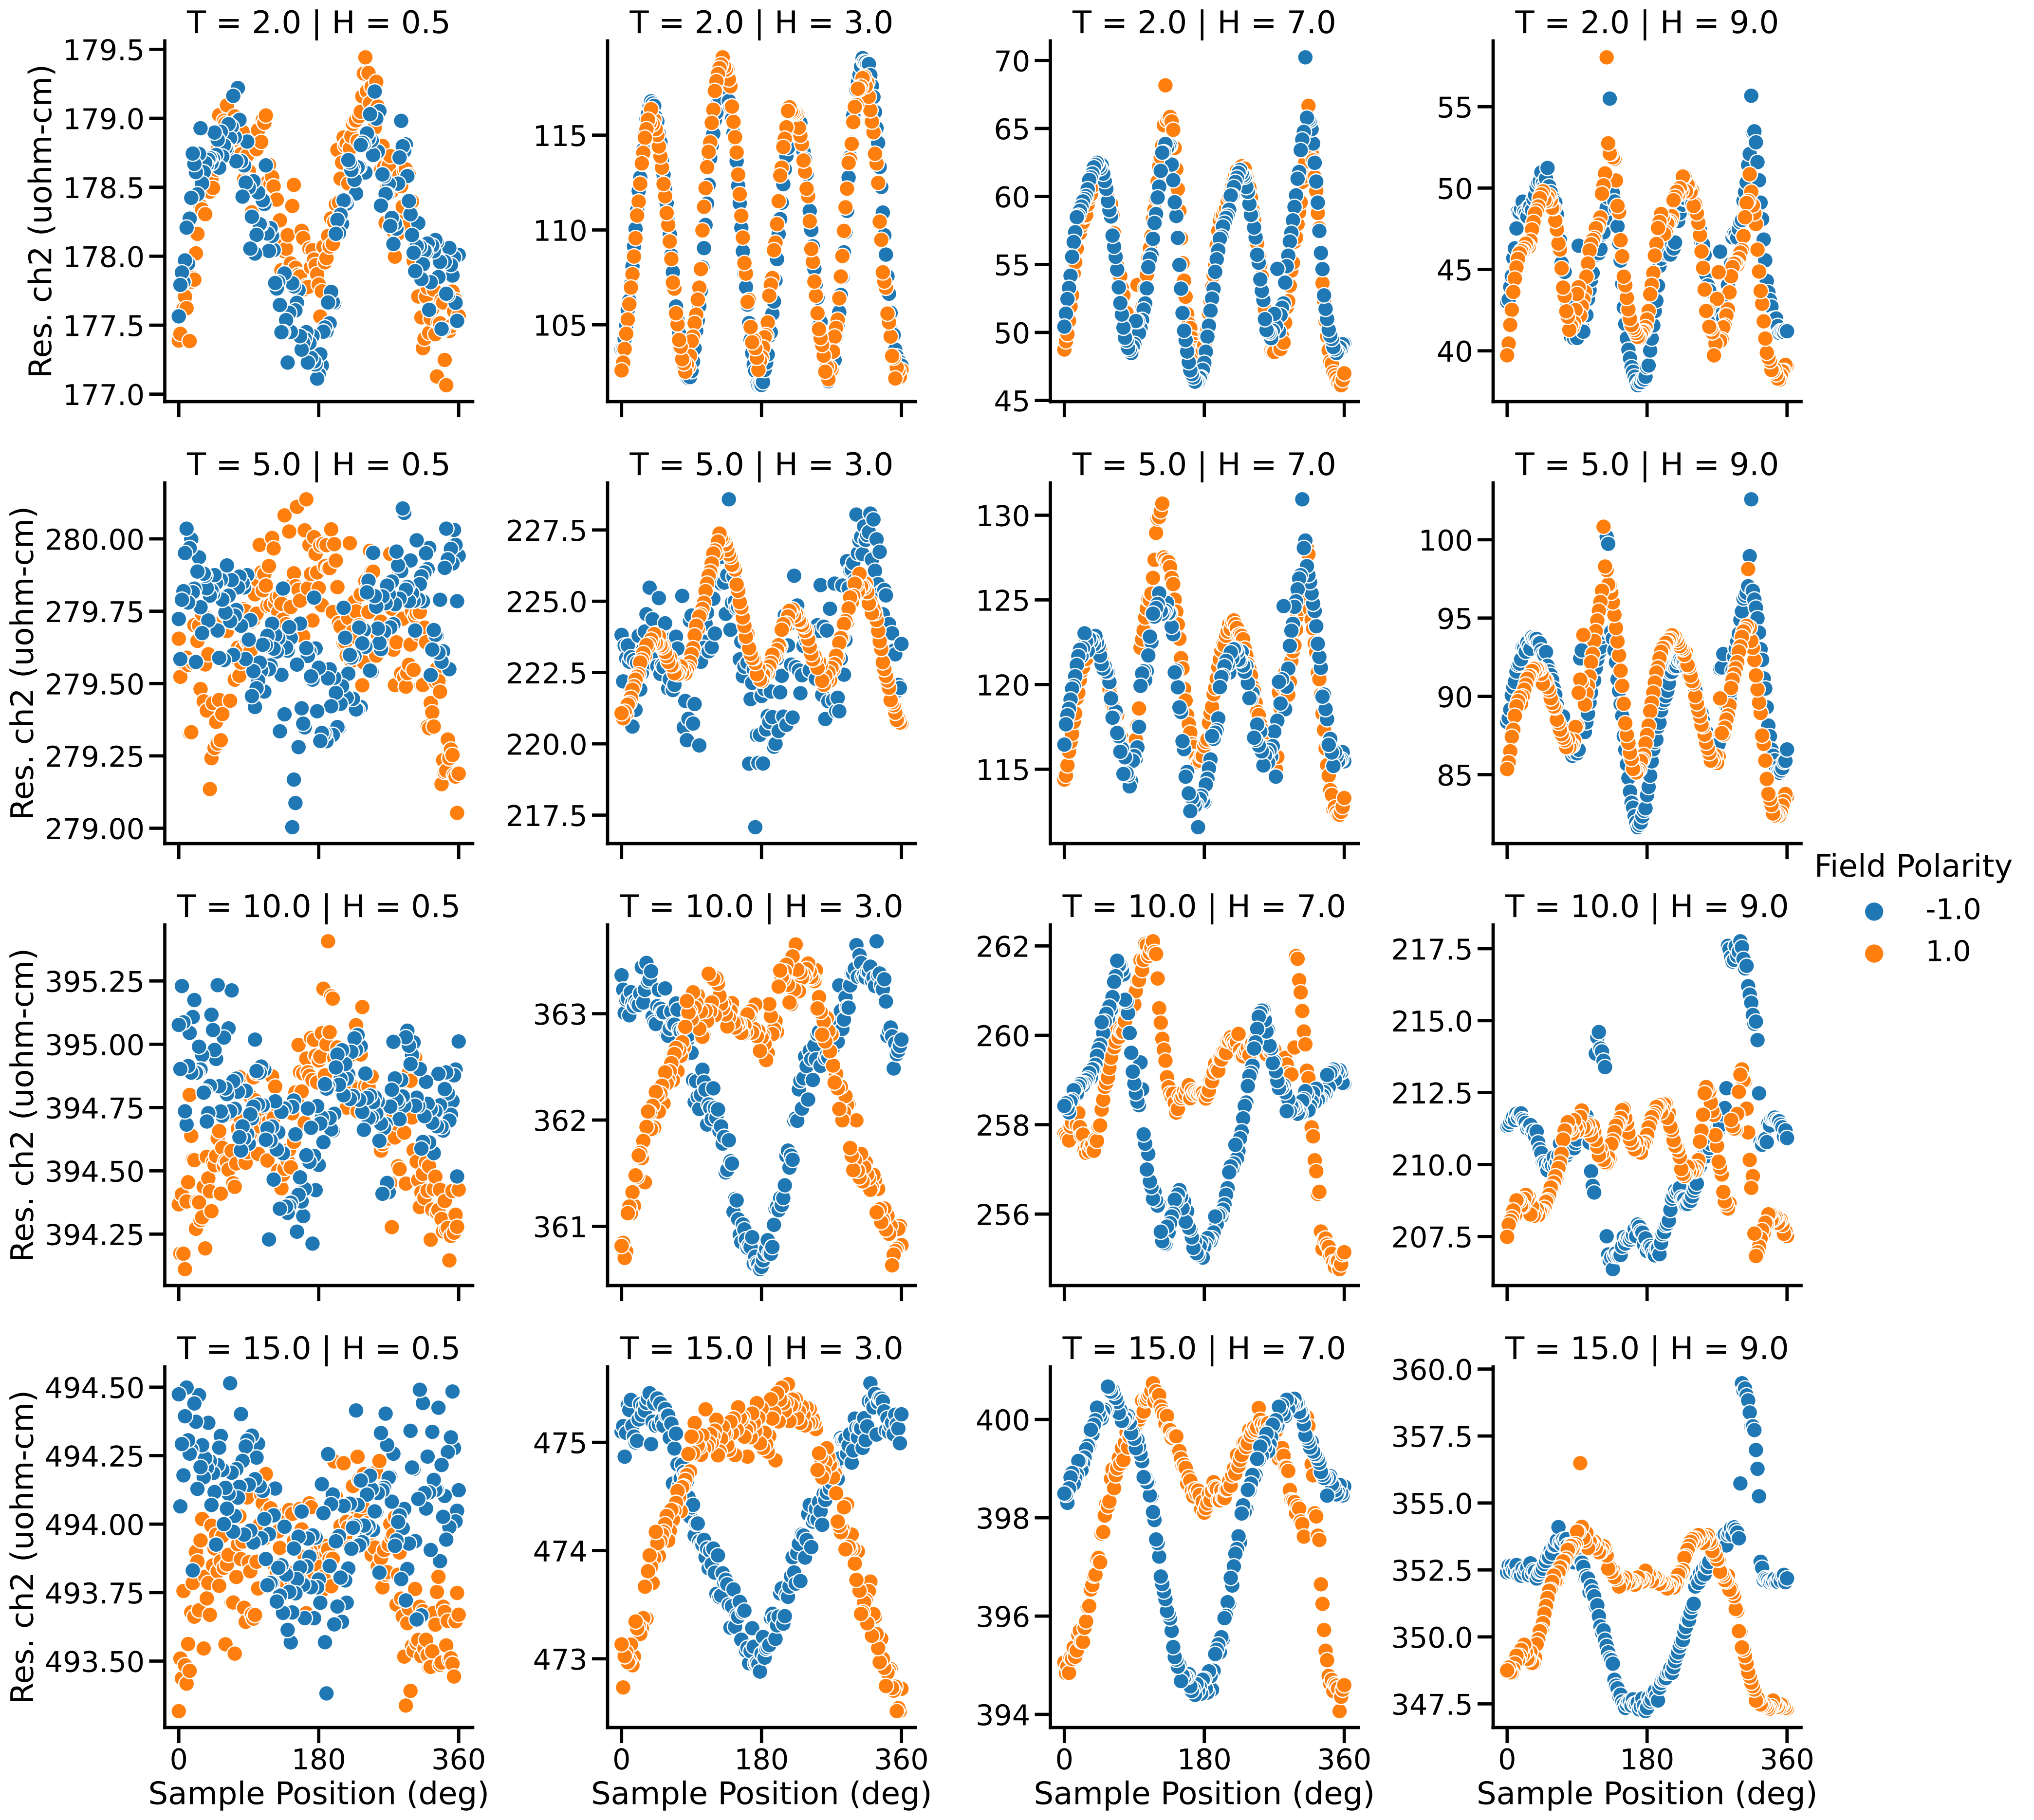 T = 2.0 | H = 0.5
T = 2.0 | H = 3.0
T = 2.0 | H = 7.0
T = 2.0 | H = 9.0
Res. ch2 (uohm-cm)
179.5
179.0
178.5
178.0
177.5
177.0
115
110
105
70
65
60
55
50
45
55
50
45
40
T = 5.0 | H = 0.5
T = 5.0 | H = 3.0
T = 5.0 | H = 7.0
T = 5.0 | H = 9.0
Res. ch2 (uohm-cm)
280.00
279.75
279.50
279.25
279.00
227.5
225.0
222.5
220.0
217.5
130
125
120
115
100
95
90
85
Field Polarity
-1.0
1.0
T = 10.0 | H = 0.5
T = 10.0 | H = 3.0
T = 10.0 | H = 7.0
T = 10.0 | H = 9.0
Res. ch2 (uohm-cm)
395.25
395.00
394.75
394.50
394.25
363
362
361
262
260
258
256
217.5
215.0
212.5
210.0
207.5
T = 15.0 | H = 0.5
T = 15.0 | H = 3.0
T = 15.0 | H = 7.0
T = 15.0 | H = 9.0
Res. ch2 (uohm-cm)
494.50
494.25
494.00
493.75
493.50
475
474
473
400
398
396
394
360.0
357.5
355.0
352.5
350.0
347.5
0 180 360
0 180 360
0 180 360
0 180 360
Sample Position (deg)
Sample Position (deg)
Sample Position (deg)
Sample Position (deg)